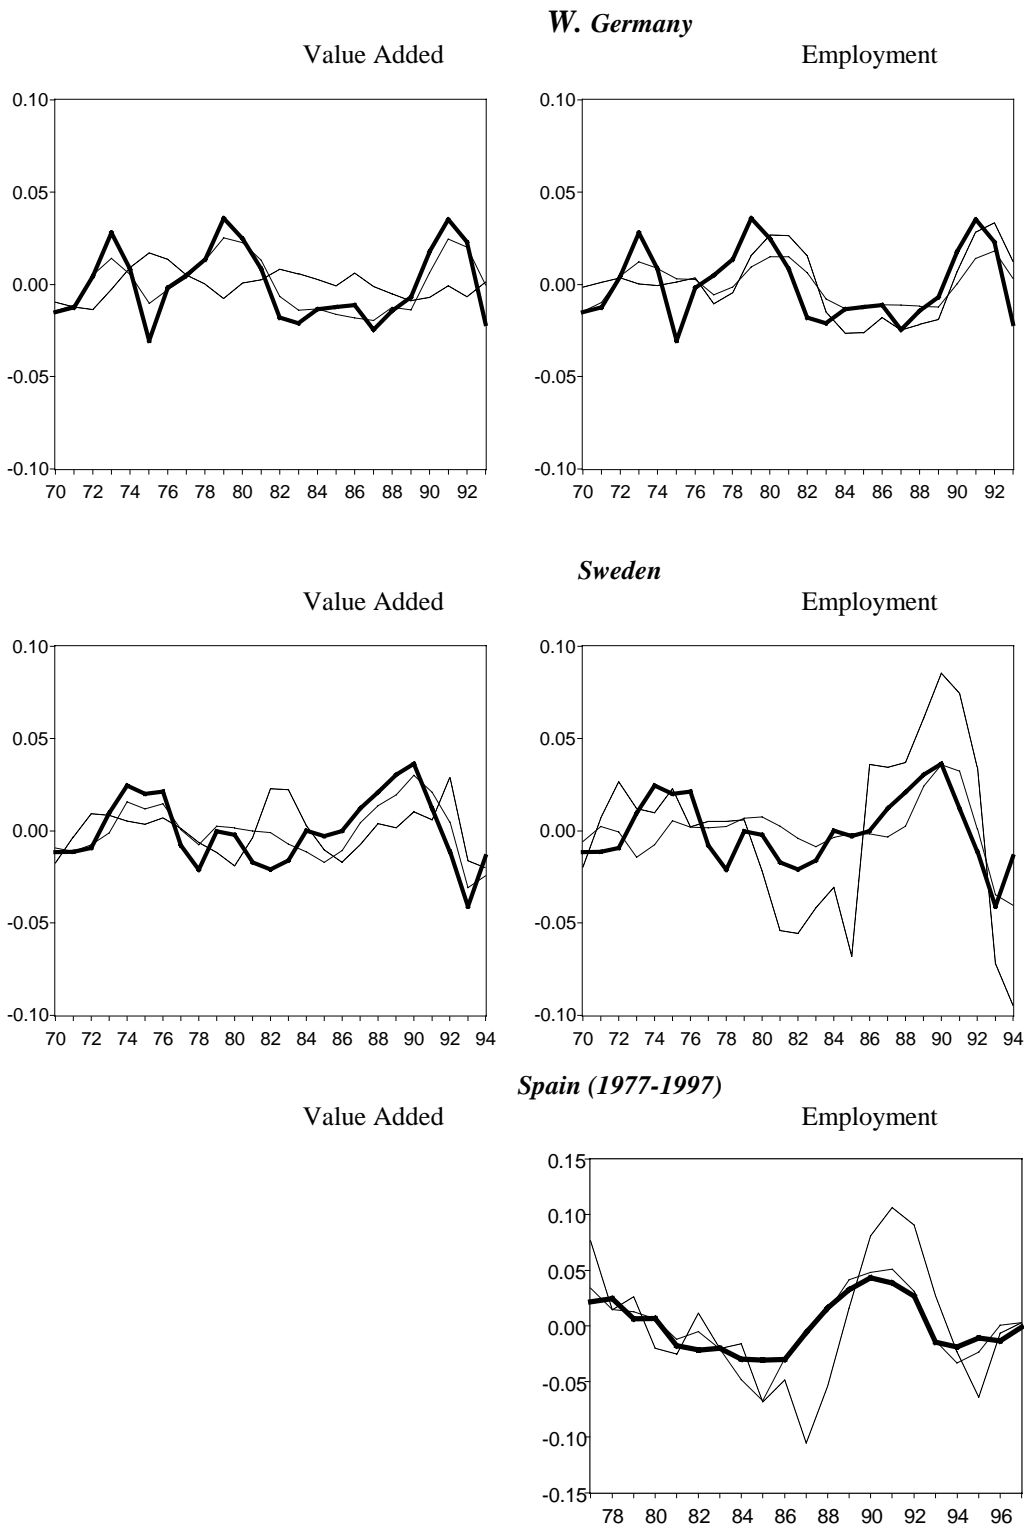 W. Germany
Value Added Employment
0.10 0.10
0.05 0.05
0.00 0.00
-0.05 -0.05
-0.10 -0.10
70 72 74 76 78 80 82 84 86 88 90 92 70 72 74 76 78 80 82 84 86 88 90 92
Sweden
Value Added Employment
0.10 0.10
0.05 0.05
0.00 0.00
-0.05 -0.05
-0.10 -0.10
70 72 74 76 78 80 82 84 86 88 90 92 94 70 72 74 76 78 80 82 84 86 88 90 92 94
Spain (1977-1997)
Value Added Employment
0.15
0.10
0.05
0.00
-0.05
-0.10
-0.15
78 80 82 84 86 88 90 92 94 96